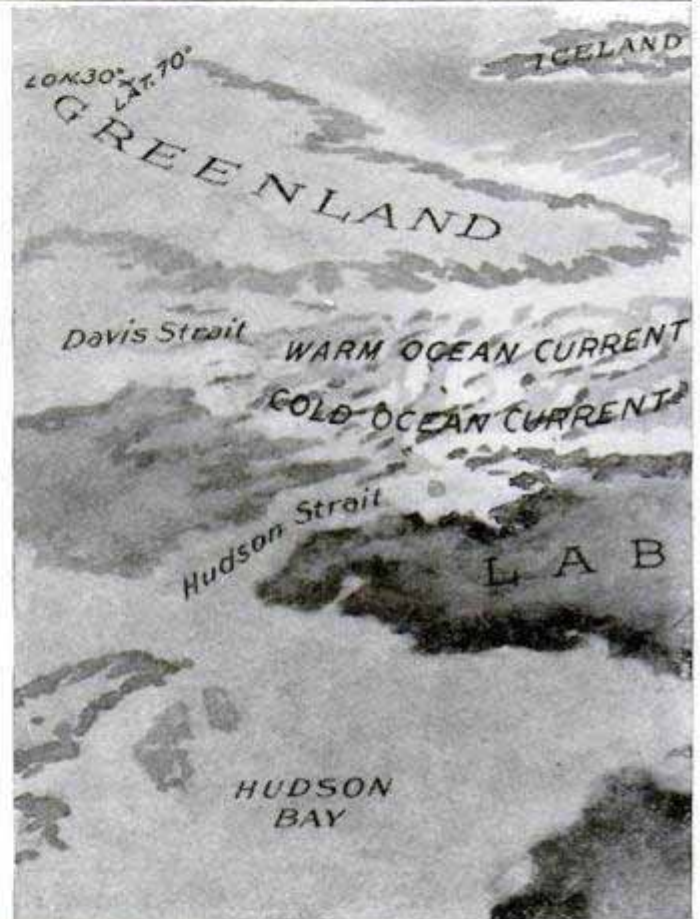 ICELAND
LON. 30°
LAT. 70°
GREENLAND
Davis Strait
WARM OCEAN CURRENT
COLD OCEAN CURRENT
Hudson Strait
LAB
HUDSON
BAY